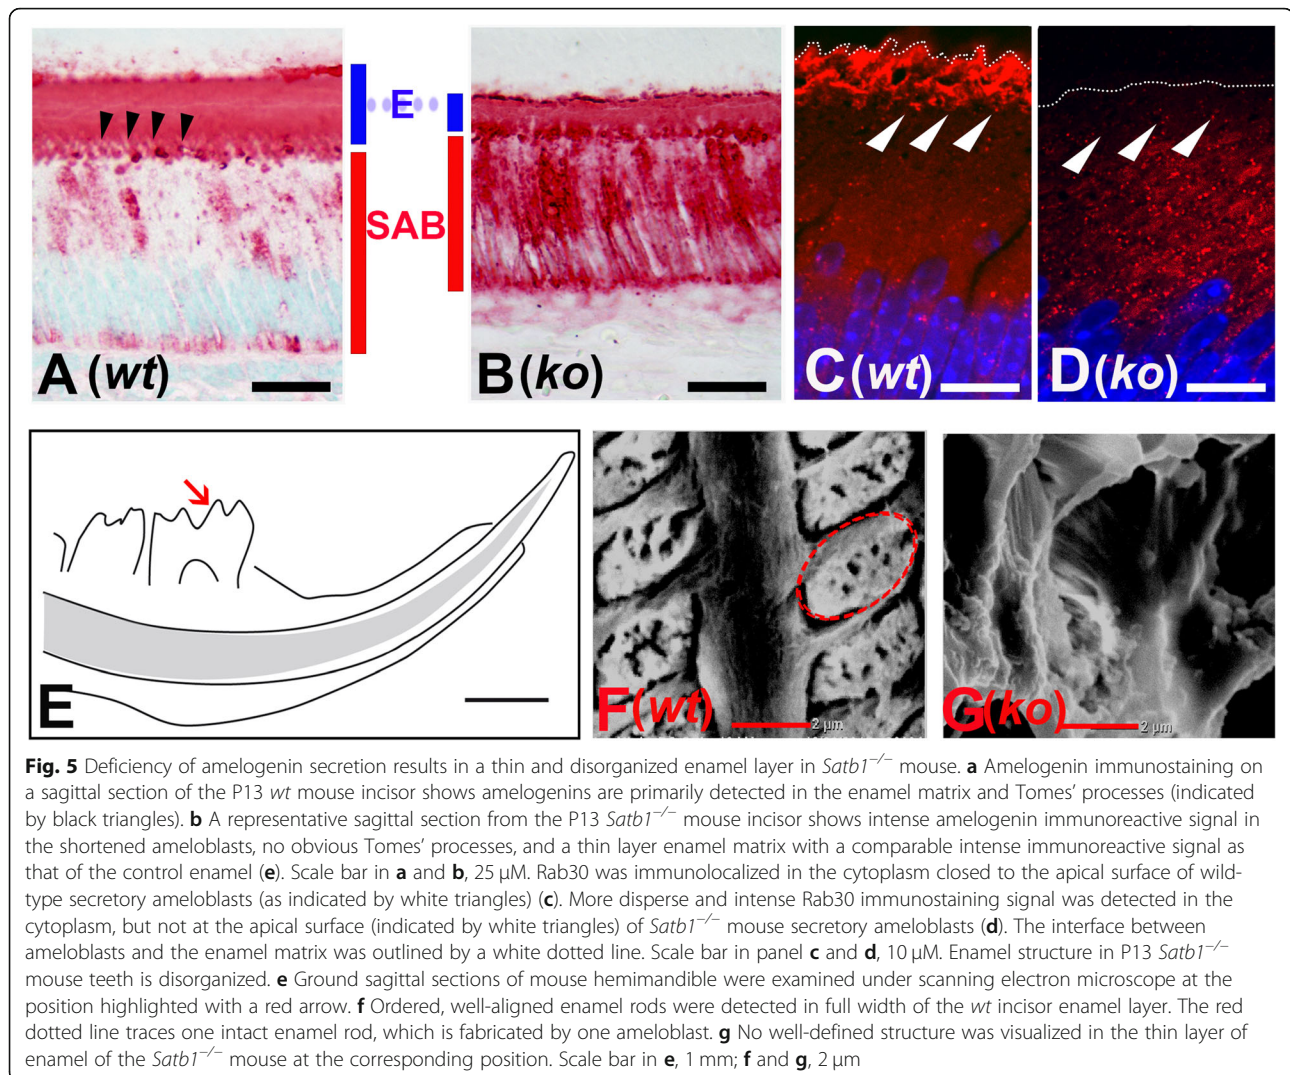 A (wt)
E
SAB
B (ko)
C (wt)
D (ko)
E
F (wt)
2 µm
G (ko)
2 µm
Fig. 5 Deficiency of amelogenin secretion results in a thin and disorganized enamel layer in Satb1−/− mouse. a Amelogenin immunostaining on
a sagittal section of the P13 wt mouse incisor shows amelogenins are primarily detected in the enamel matrix and Tomes’ processes (indicated
by black triangles). b A representative sagittal section from the P13 Satb1−/− mouse incisor shows intense amelogenin immunoreactive signal in
the shortened ameloblasts, no obvious Tomes’ processes, and a thin layer enamel matrix with a comparable intense immunoreactive signal as
that of the control enamel (e). Scale bar in a and b, 25 µM. Rab30 was immunolocalized in the cytoplasm closed to the apical surface of wild-
type secretory ameloblasts (as indicated by white triangles) (c). More disperse and intense Rab30 immunostaining signal was detected in the
cytoplasm, but not at the apical surface (indicated by white triangles) of Satb1−/− mouse secretory ameloblasts (d). The interface between
ameloblasts and the enamel matrix was outlined by a white dotted line. Scale bar in panel c and d, 10 µM. Enamel structure in P13 Satb1−/−
mouse teeth is disorganized. e Ground sagittal sections of mouse hemimandible were examined under scanning electron microscope at the
position highlighted with a red arrow. f Ordered, well-aligned enamel rods were detected in full width of the wt incisor enamel layer. The red
dotted line traces one intact enamel rod, which is fabricated by one ameloblast. g No well-defined structure was visualized in the thin layer of
enamel of the Satb1−/− mouse at the corresponding position. Scale bar in e, 1 mm; f and g, 2 µm